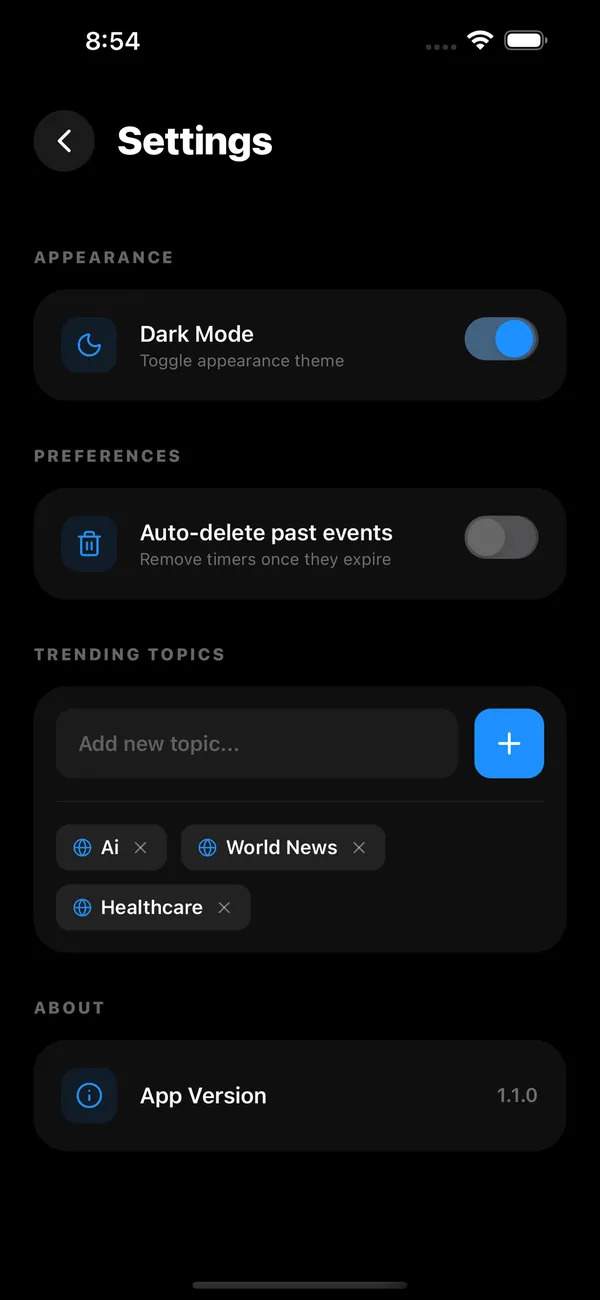 8:54
Settings
APPEARANCE
Dark Mode
Toggle appearance theme
PREFERENCES
Auto-delete past events
Remove timers once they expire
TRENDING TOPICS
Add new topic...
Ai
World News
Healthcare
ABOUT
App Version
1.1.0